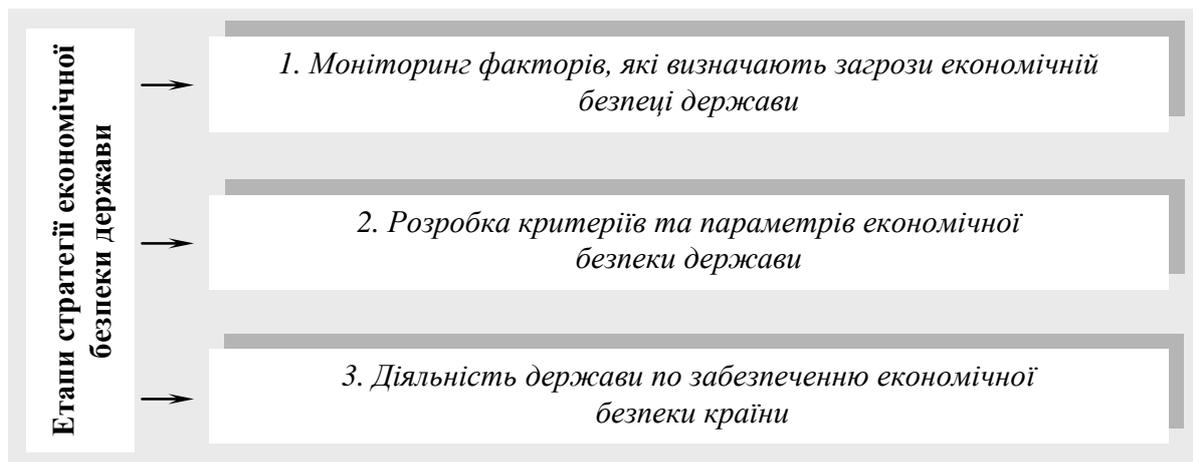 Етапи стратегії економічної
безпеки держави
1. Моніторинг факторів, які визначають загрози економічній
безпеці держави
2. Розробка критеріїв та параметрів економічної
безпеки держави
3. Діяльність держави по забезпеченню економічної
безпеки країни